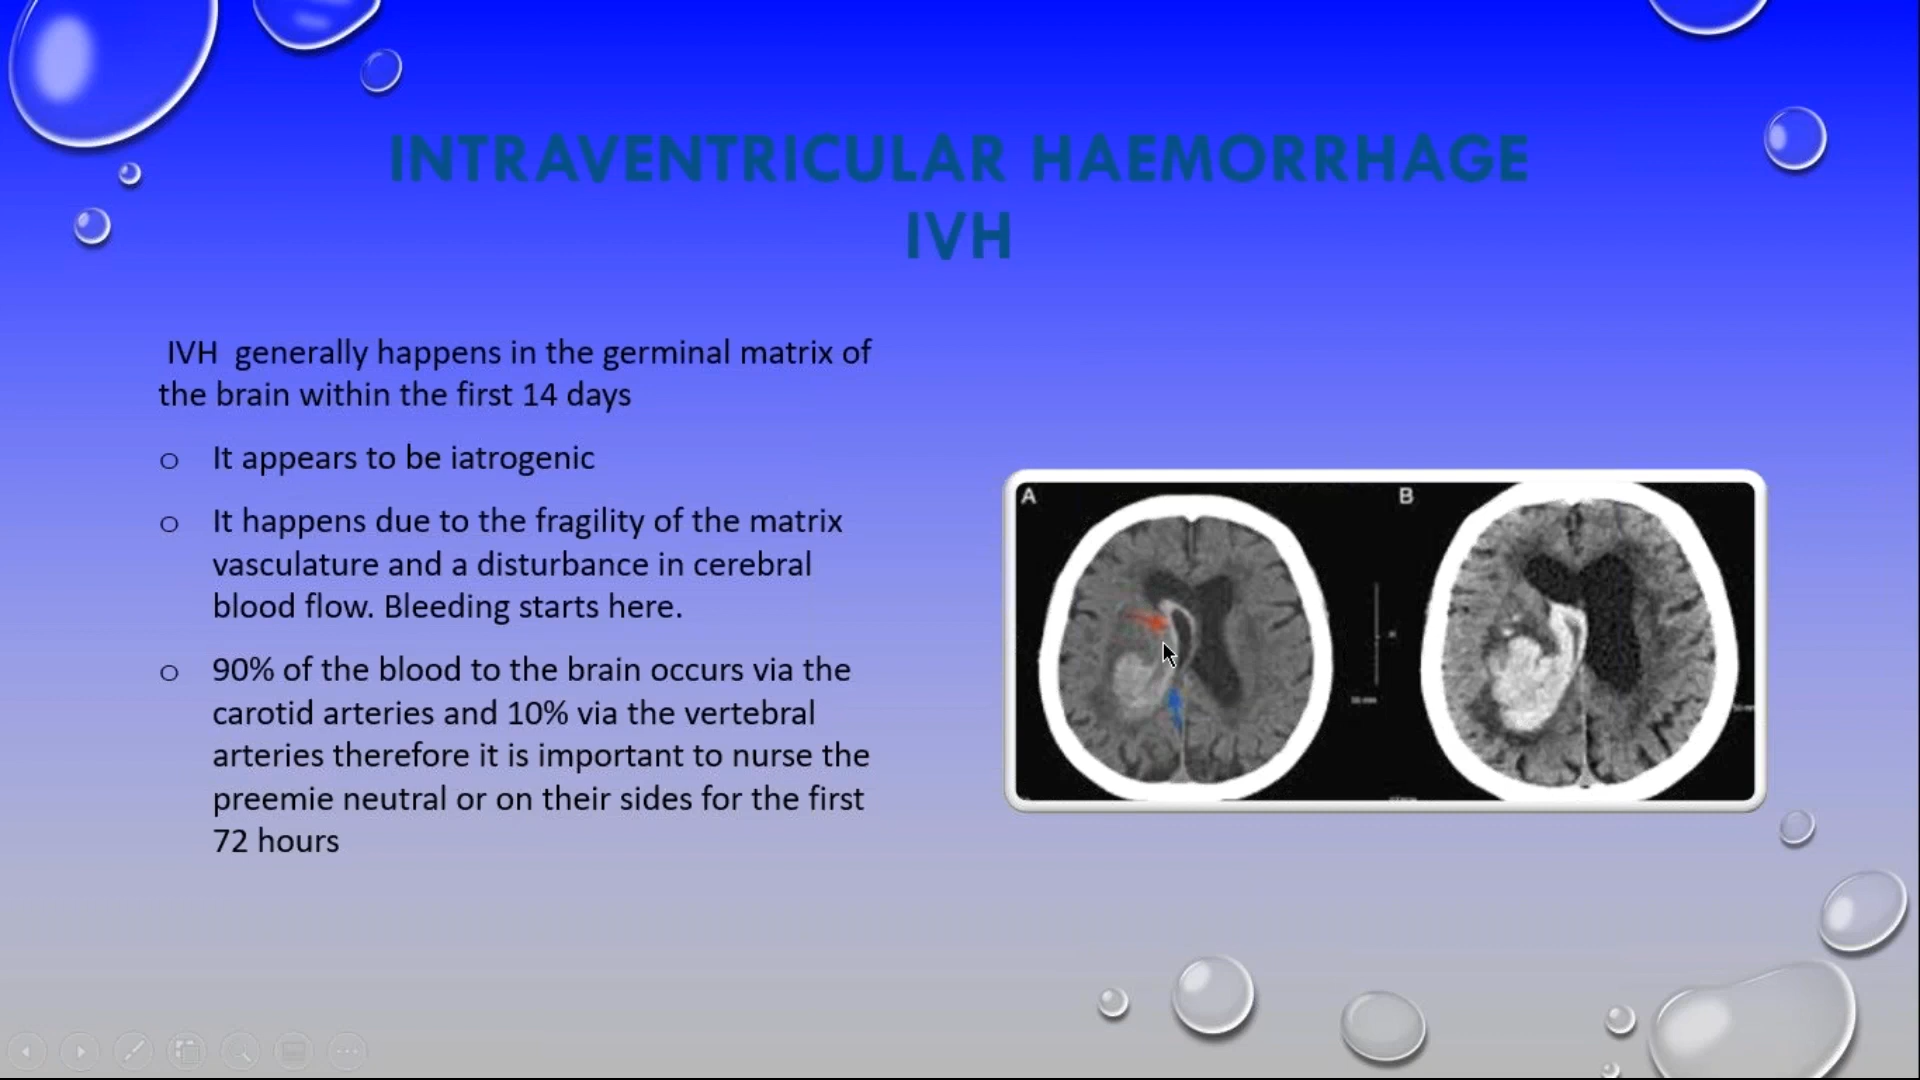 INTRAVENTRICULAR HAEMORRHAGE
IVH
IVH generally happens in the germinal matrix of
the brain within the first 14 days
o It appears to be iatrogenic
o It happens due to the fragility of the matrix
vasculature and a disturbance in cerebral
blood flow. Bleeding starts here.
o 90% of the blood to the brain occurs via the
carotid arteries and 10% via the vertebral
arteries therefore it is important to nurse the
preemie neutral or on their sides for the first
72 hours
A
B